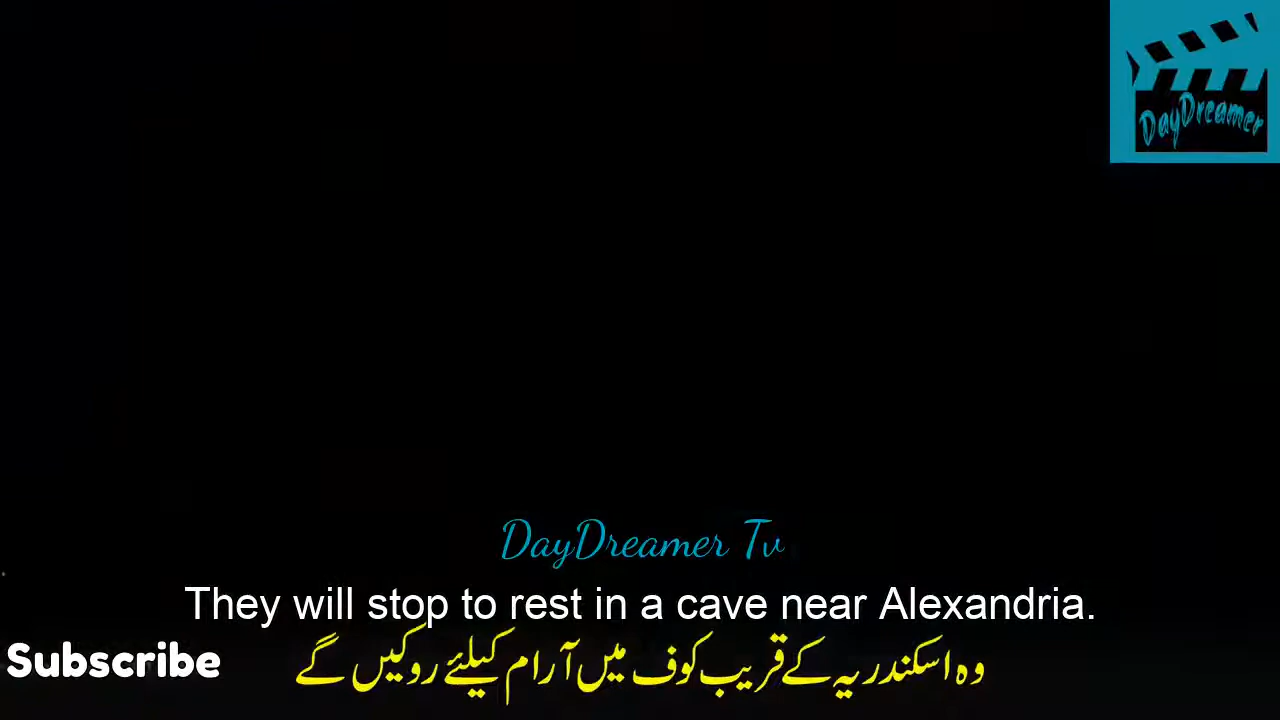 DayDreamer
DayDreamer Tv
They will stop to rest in a cave near Alexandria.
Subscribe
وہ اسکندریہ کے قریب کوف میں آرام کیلئے روکیں گے